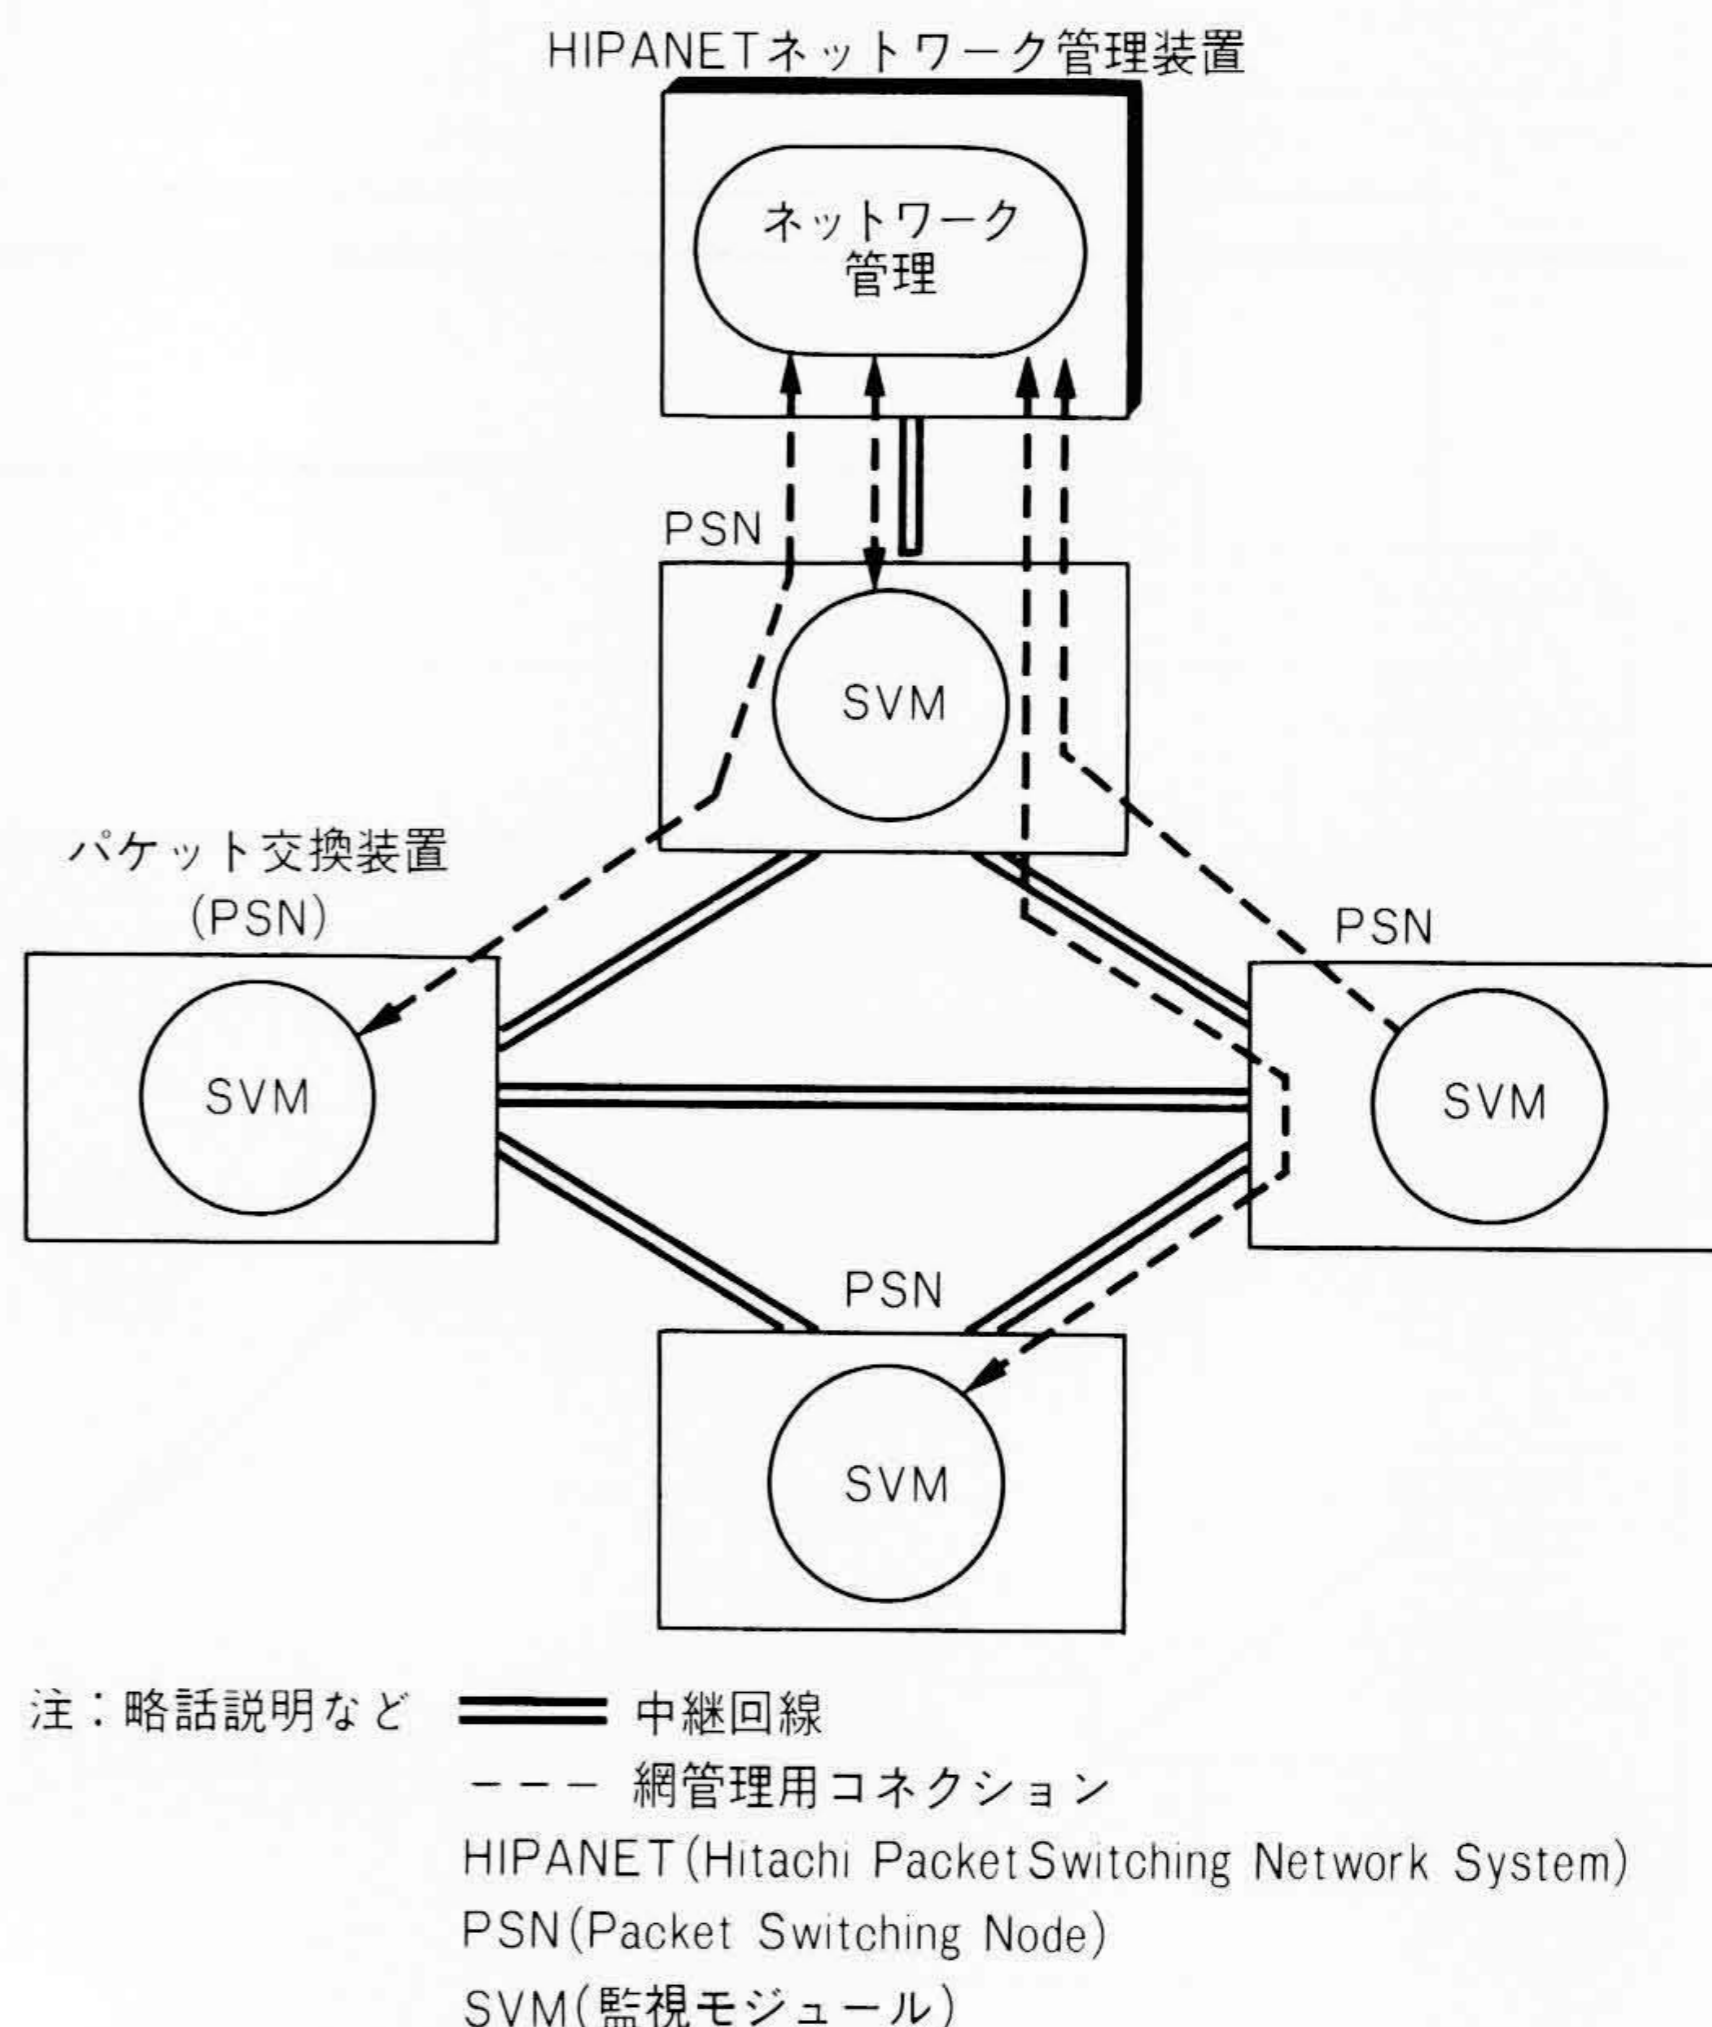 HIPANETネットワーク管理装置
ネットワーク
管理
PSN
SVM
パケット交換装置
(PSN)
PSN
SVM
SVM
PSN
SVM
注：略話説明など 中継回線
網管理用コネクション
HIPANET(Hitachi Packet Switching Network System)
PSN(Packet Switching Node)
SVM(監視モジュール)